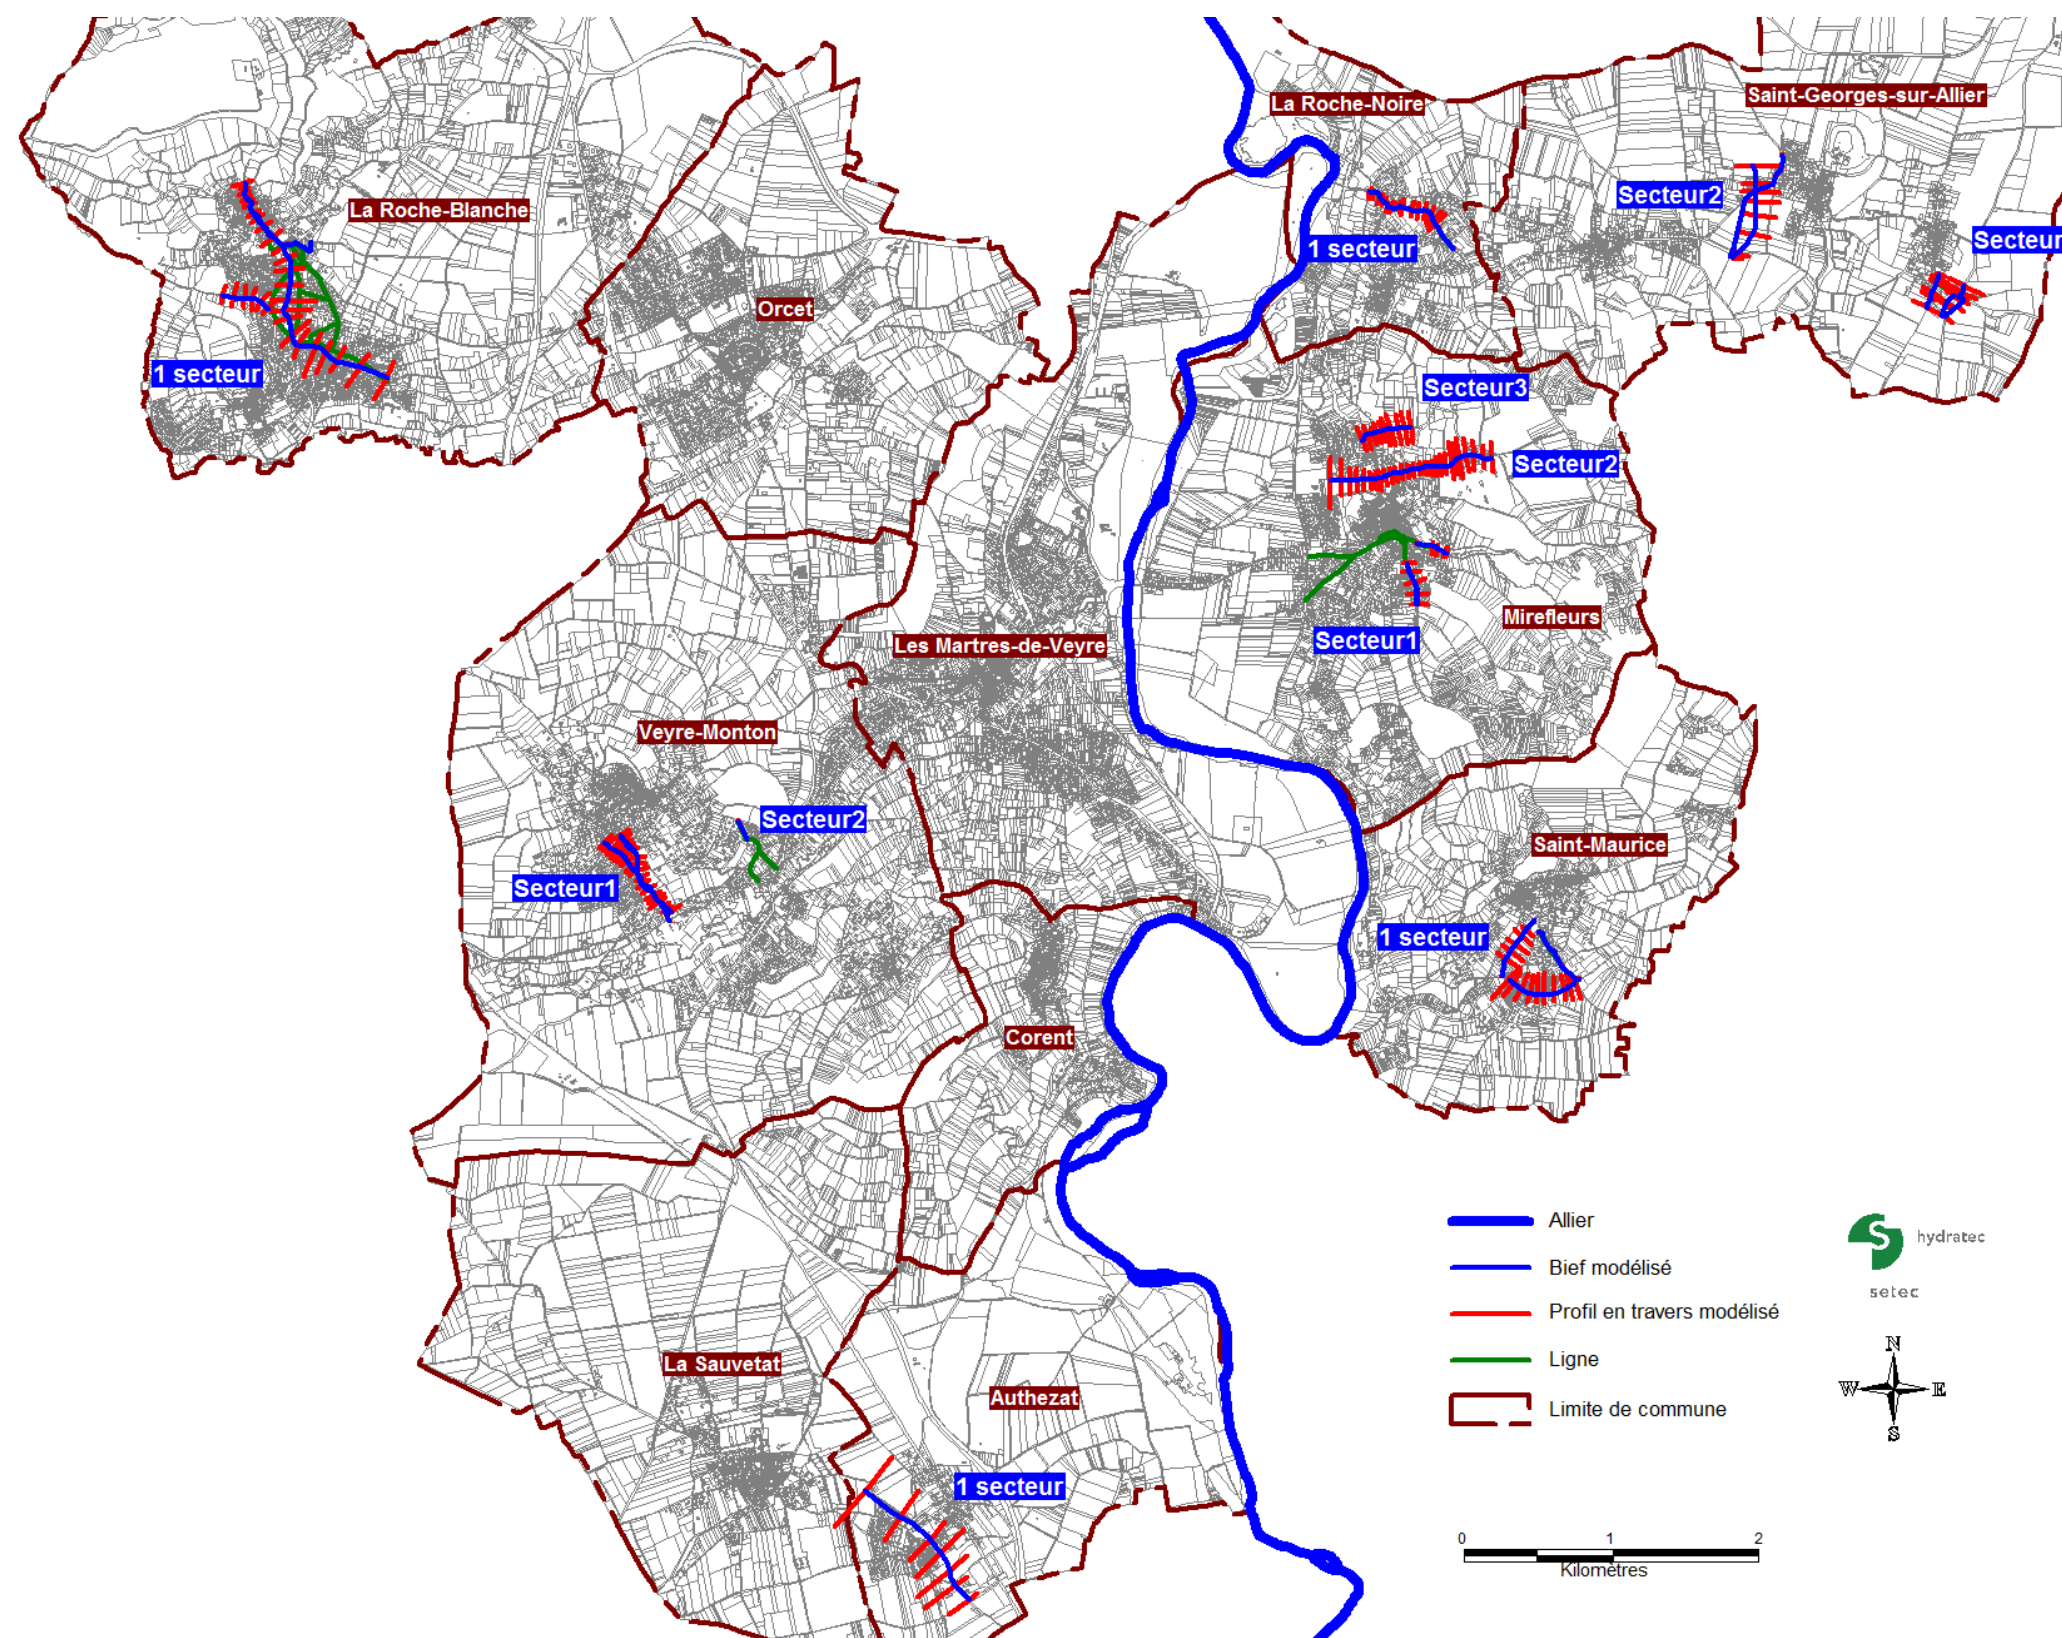 Saint-Georges-sur-Allier
La Roche-Noire
Secteur2
La Roche-Blanche
Secteur
1 secteur
Orcet
1 secteur
Secteur3
Secteur2
Mirefleurs
Secteur1
Les Martres-de-Veyre
Veyre-Monton
Secteur2
Saint-Maurice
Secteur1
1 secteur
Corent
Allier
Bief modélisé
Profil en travers modélisé
Ligne
Limite de commune
hydratec
setec
N
W
E
S
La Sauvetat
Authezat
1 secteur
0 1 2
Kilomètres